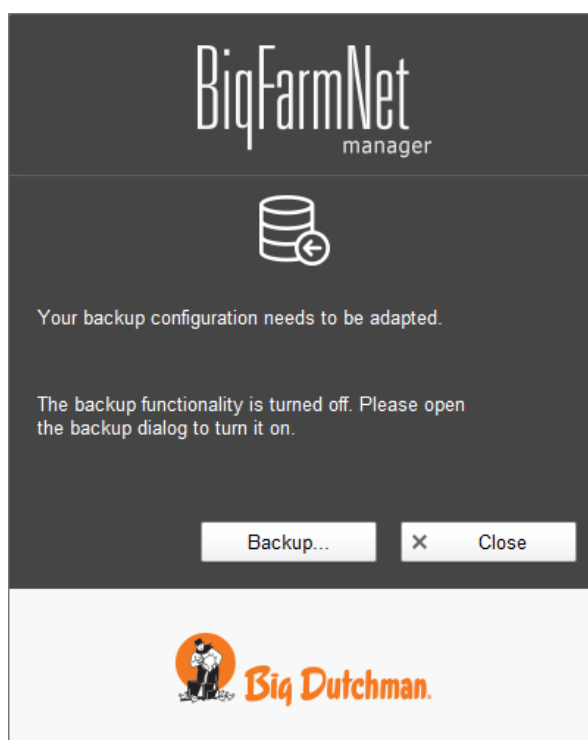 BigFarmNet
manager
Your backup configuration needs to be adapted.
The backup functionality is turned off. Please open
the backup dialog to turn it on.
Backup...
Close
Big Dutchman.